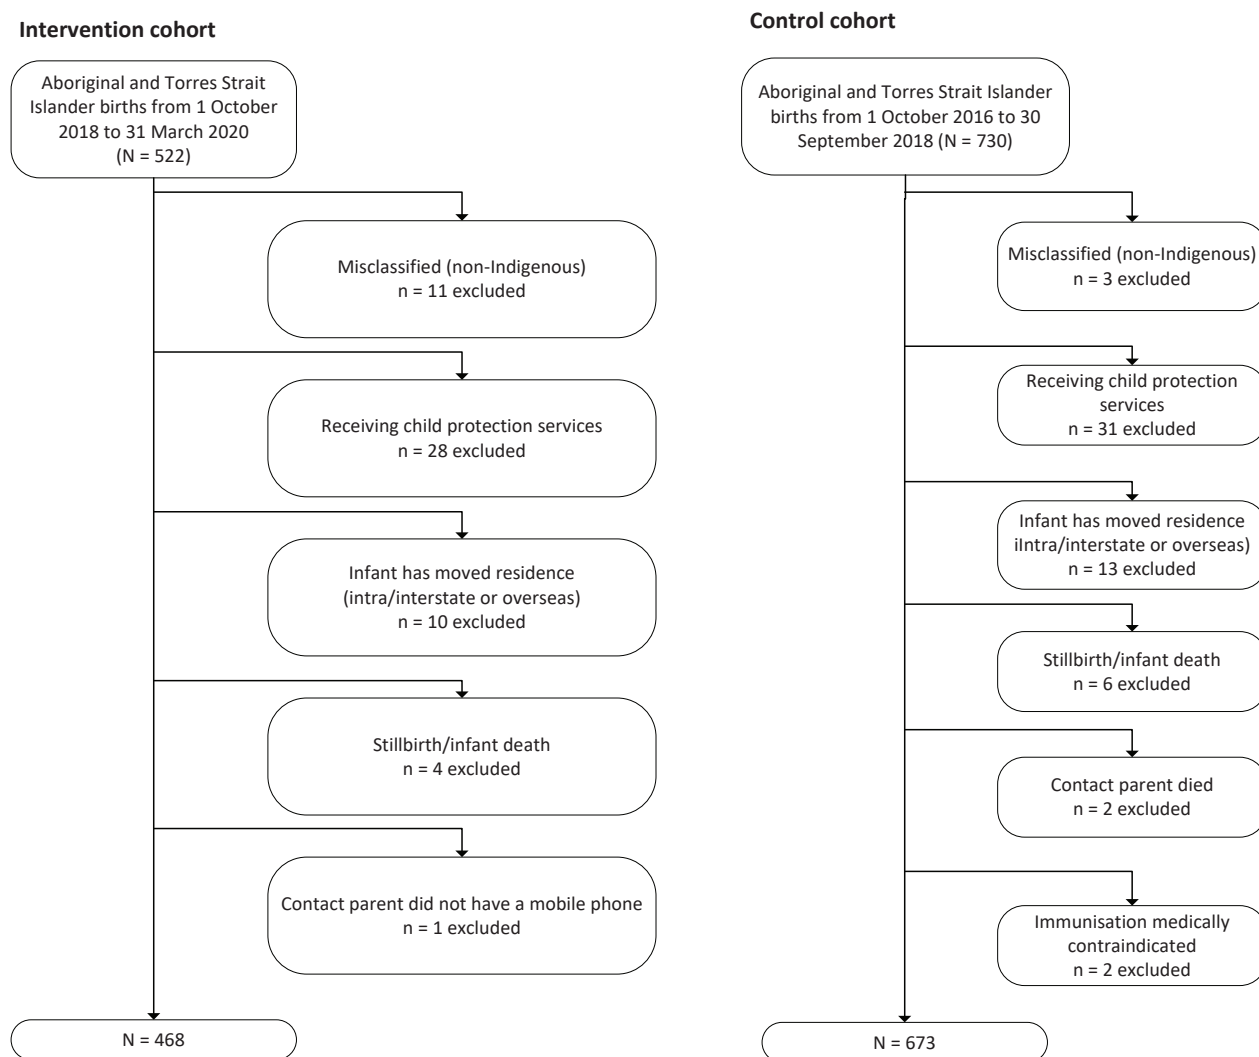 Intervention cohort
Aboriginal and Torres Strait
Islander births from 1 October
2018 to 31 March 2020
(N = 522)
Misclassified (non-Indigenous)
n = 11 excluded
Receiving child protection services
n = 28 excluded
Infant has moved residence
(intra/interstate or overseas)
n = 10 excluded
Stillbirth/infant death
n = 4 excluded
Contact parent did not have a mobile phone
n = 1 excluded
N = 468
Control cohort
Aboriginal and Torres Strait Islander
births from 1 October 2016 to 30
September 2018 (N = 730)
Misclassified (non-Indigenous)
n = 3 excluded
Receiving child protection
services
n = 31 excluded
Infant has moved residence
iIntra/interstate or overseas)
n = 13 excluded
Stillbirth/infant death
n = 6 excluded
Contact parent died
n = 2 excluded
Immunisation medically
contraindicated
n = 2 excluded
N = 673